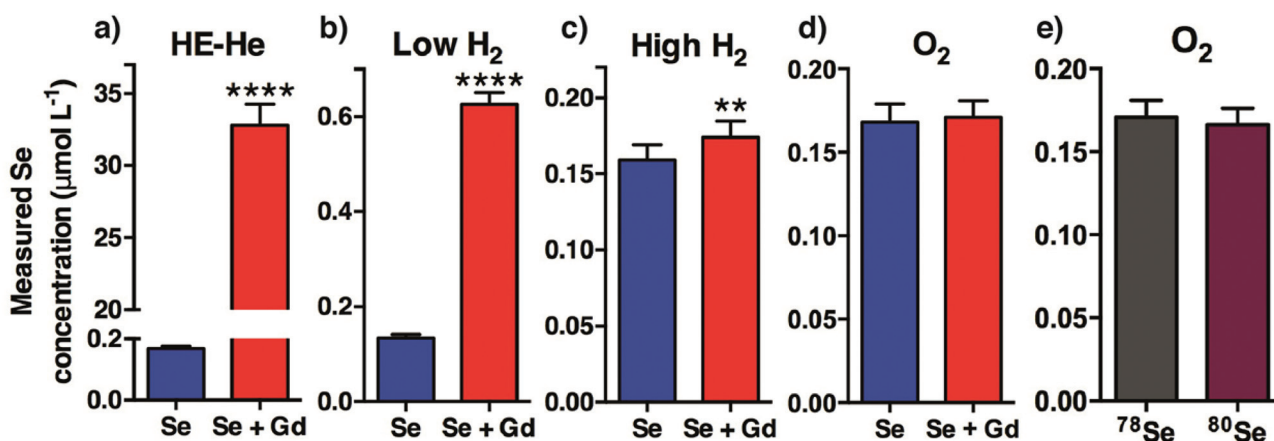 Measured Se
concentration (μmol L⁻¹)
a) HE-He
35
33
31
20
0.2
0.0
****
Se Se + Gd
b) Low H₂
0.6
0.4
0.2
0.0
****
Se Se + Gd
c) High H₂
0.20
0.15
0.10
0.05
0.00
**
Se Se + Gd
d) O₂
0.20
0.15
0.10
0.05
0.00
Se Se + Gd
e) O₂
0.20
0.15
0.10
0.05
0.00
⁷⁸Se ⁸⁰Se